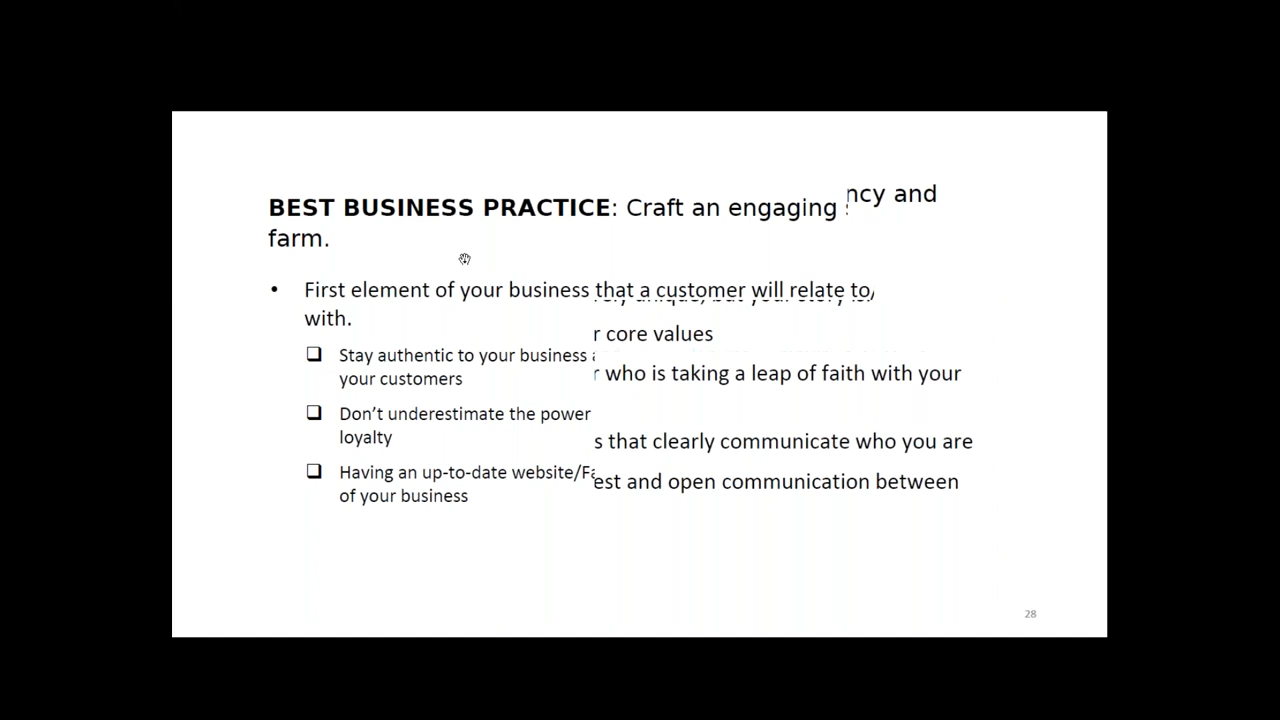 BEST BUSINESS PRACTICE: Craft an engaging
ncy and
farm.
• First element of your business that a customer will relate to/
with.
r core values
❑ Stay authentic to your business
r who is taking a leap of faith with your
your customers
❑ Don't underestimate the power
loyalty
s that clearly communicate who you are
❑ Having an up-to-date website/Fa
est and open communication between
of your business
28